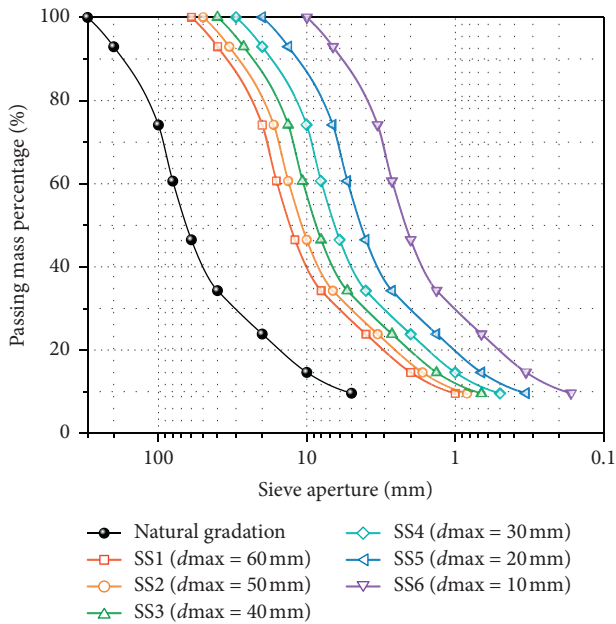 100
80
60
40
20
0
Passing mass percentage (%)
100
10
1
0.1
Sieve aperture (mm)
Natural gradation
SS1 (dmax = 60 mm)
SS2 (dmax = 50 mm)
SS3 (dmax = 40 mm)
SS4 (dmax = 30 mm)
SS5 (dmax = 20 mm)
SS6 (dmax = 10 mm)